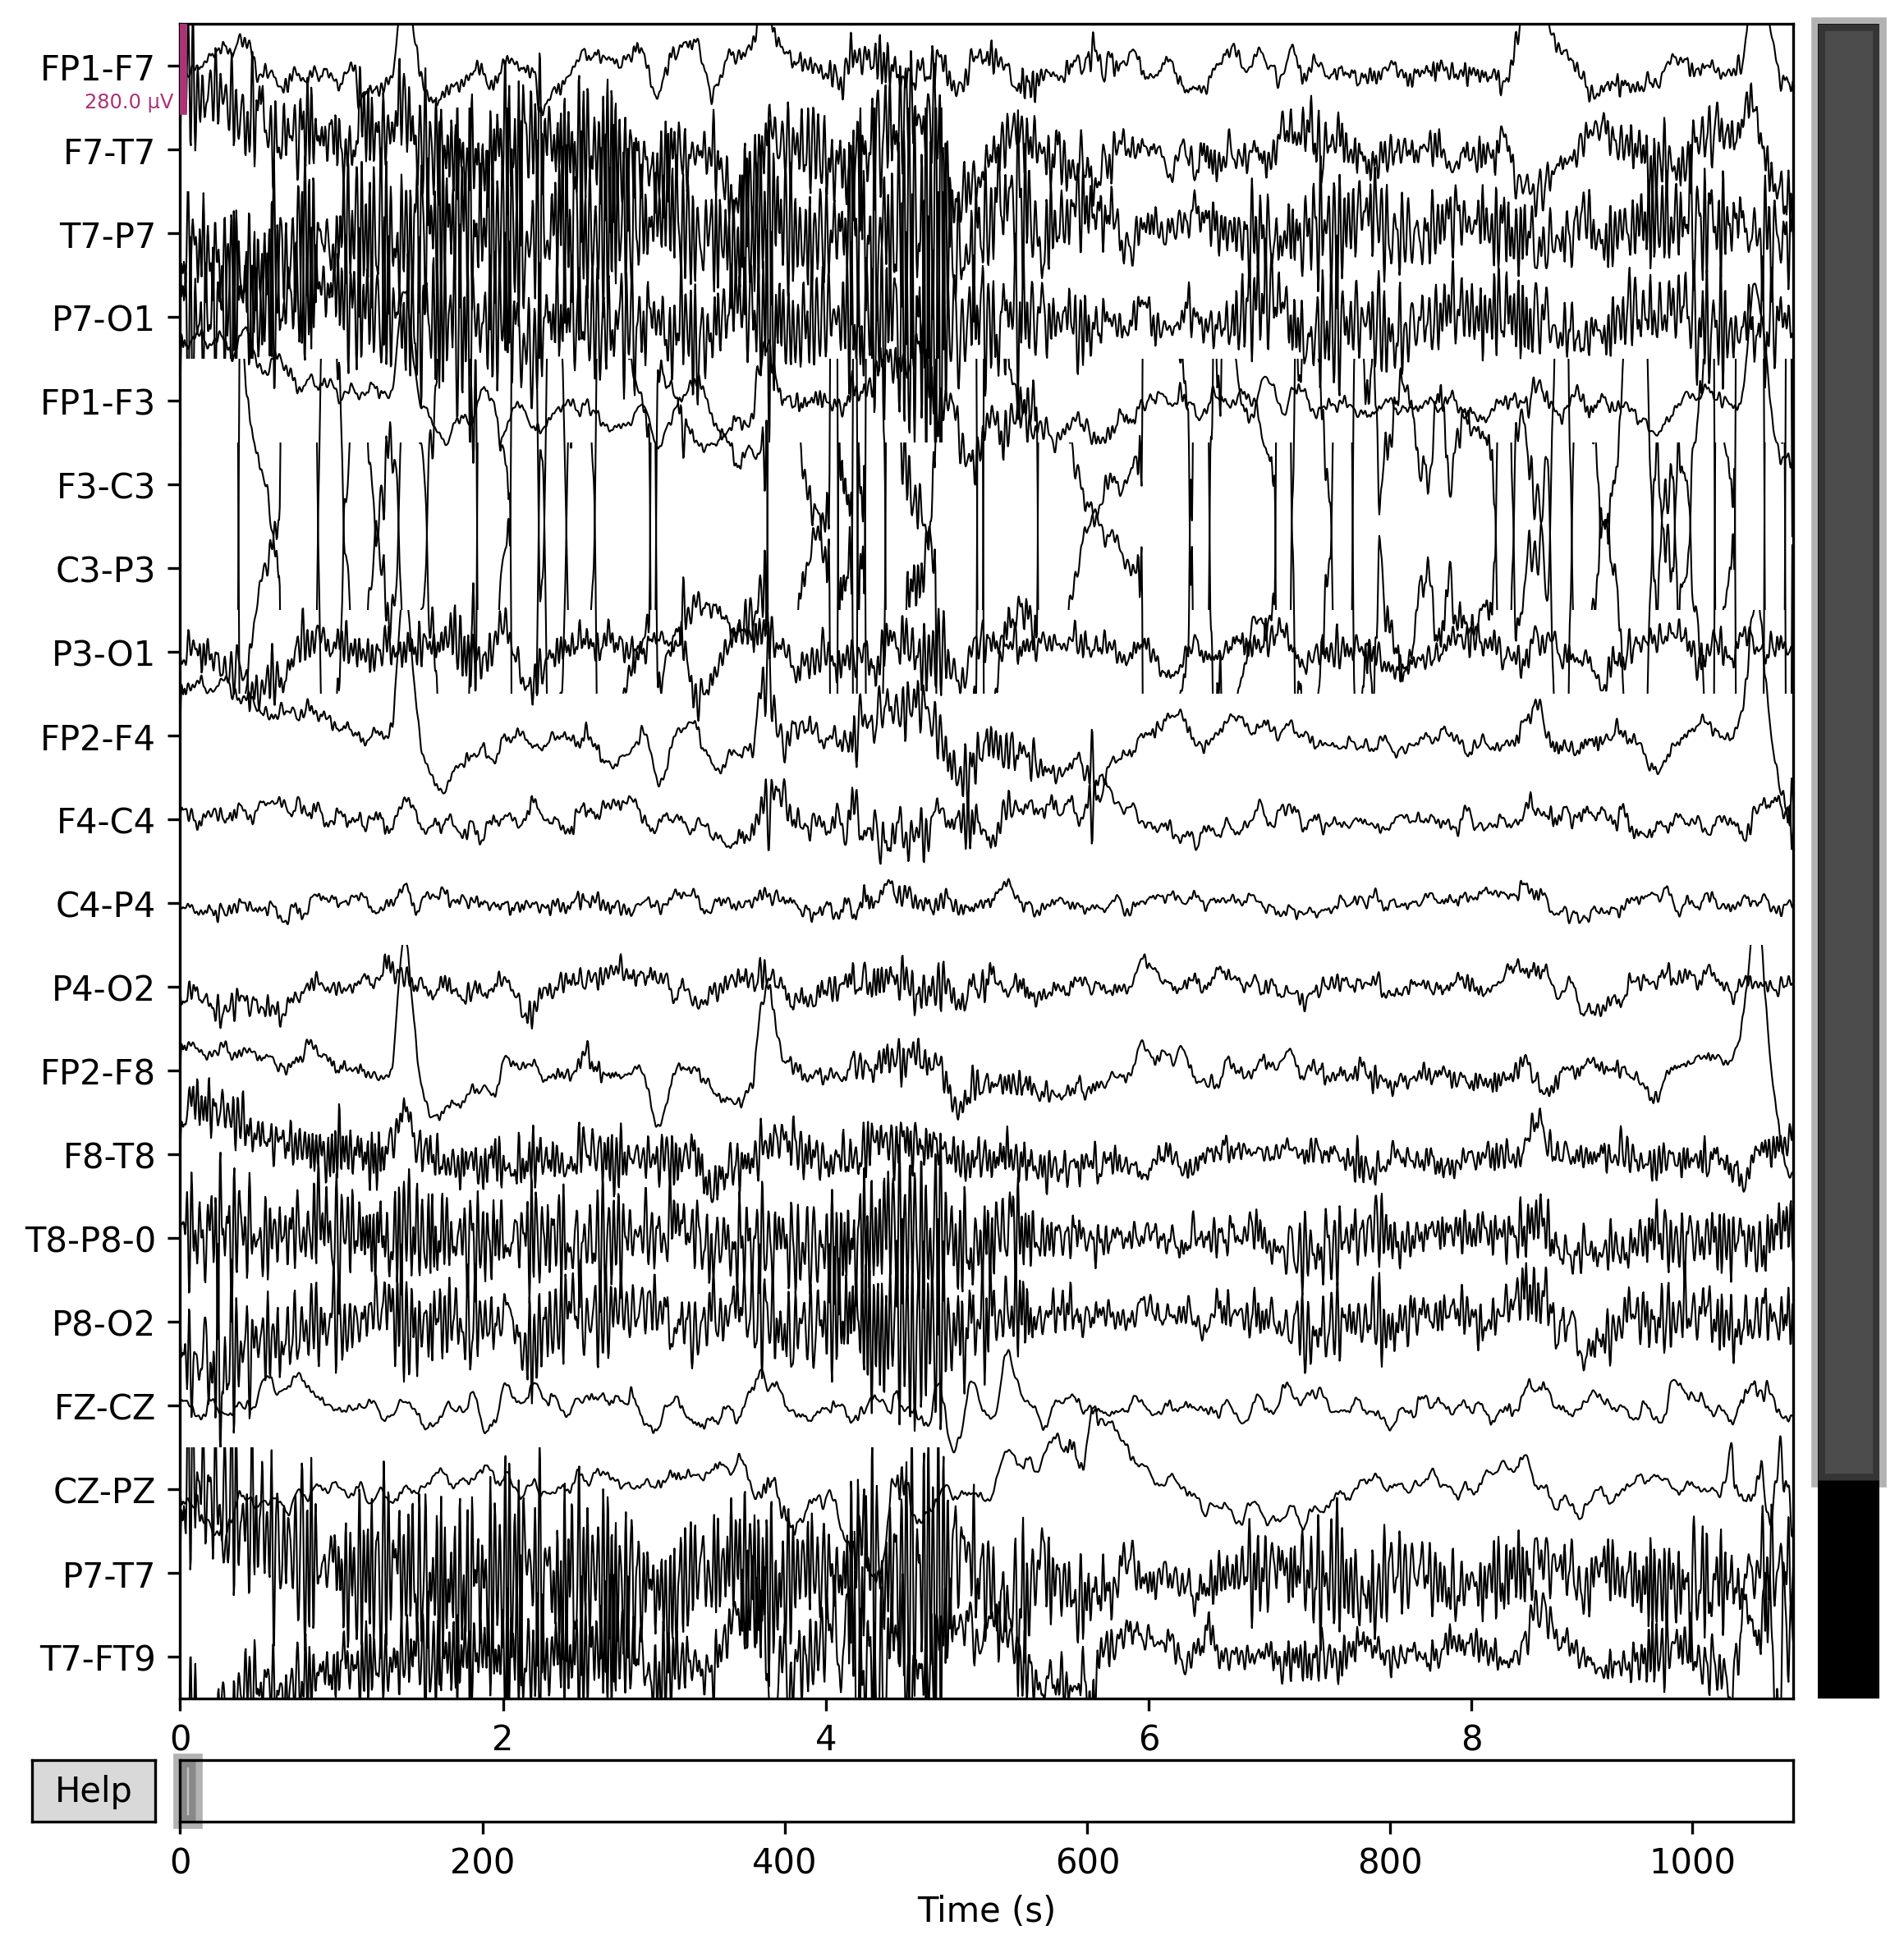 FP1-F7
280.0 µV
F7-T7
T7-P7
P7-O1
FP1-F3
F3-C3
C3-P3
P3-O1
FP2-F4
F4-C4
C4-P4
P4-O2
FP2-F8
F8-T8
T8-P8-0
P8-O2
FZ-CZ
CZ-PZ
P7-T7
T7-FT9
0 2 4 6 8
Help
0 200 400 600 800 1000
Time (s)